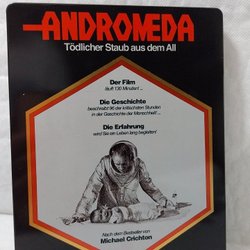 ANDROMEDA
Tödlicher Staub aus dem All
Der Film
läuft 130 Minuten! ...
Die Geschichte
beschreibt 96 der kritischsten Stunden
in der Geschichte der Menschheit ...
Die Erfahrung
wird Sie ein Leben lang begleiten!
Nach dem Bestseller von
Michael Crichton